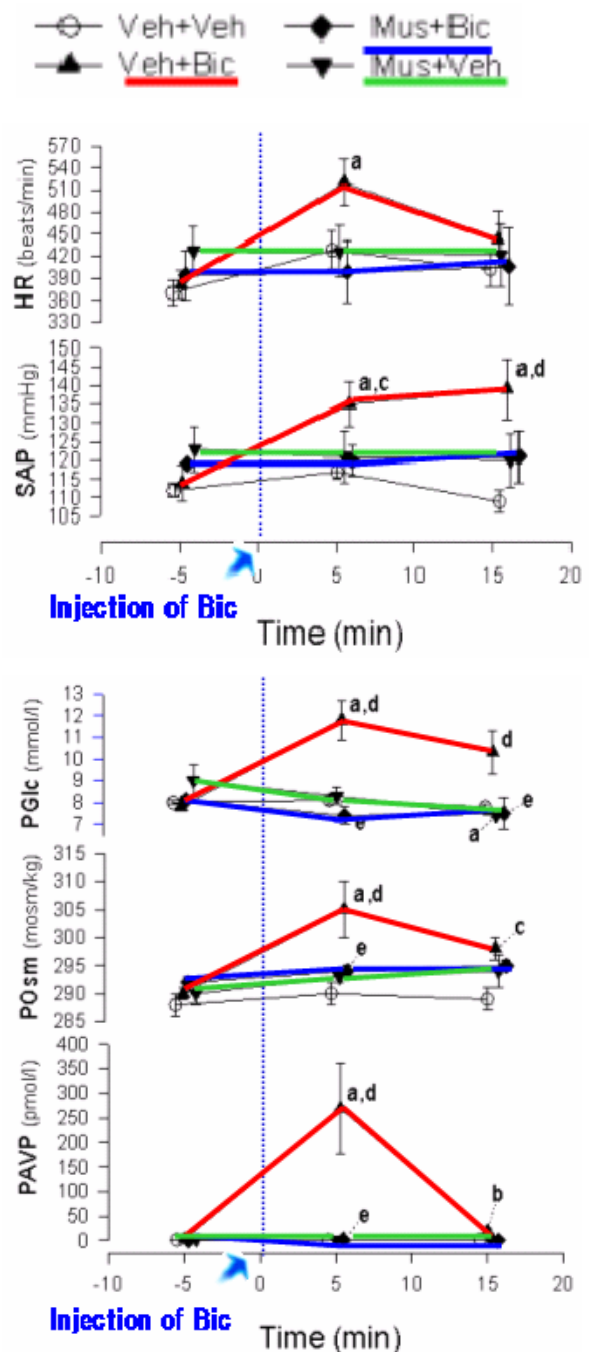 Veh+Veh Mus+Bic
Veh+Bic Mus+Veh
HR (beats/min)
570
540
510
480
450
420
390
360
330
a
SAP (mmHg)
150
145
140
135
130
125
120
115
110
105
a,c
a,d
-10 -5 0 5 10 15 20
Injection of Bic
Time (min)
PGlc (mmol/l)
13
12
11
10
9
8
7
a,d
d
e
e
a
POsm (mosm/kg)
315
310
305
300
295
290
285
a,d
c
e
PAVP (pmol/l)
400
350
300
250
200
150
100
50
0
a,d
b
e
-10 -5 0 5 10 15 20
Injection of Bic
Time (min)